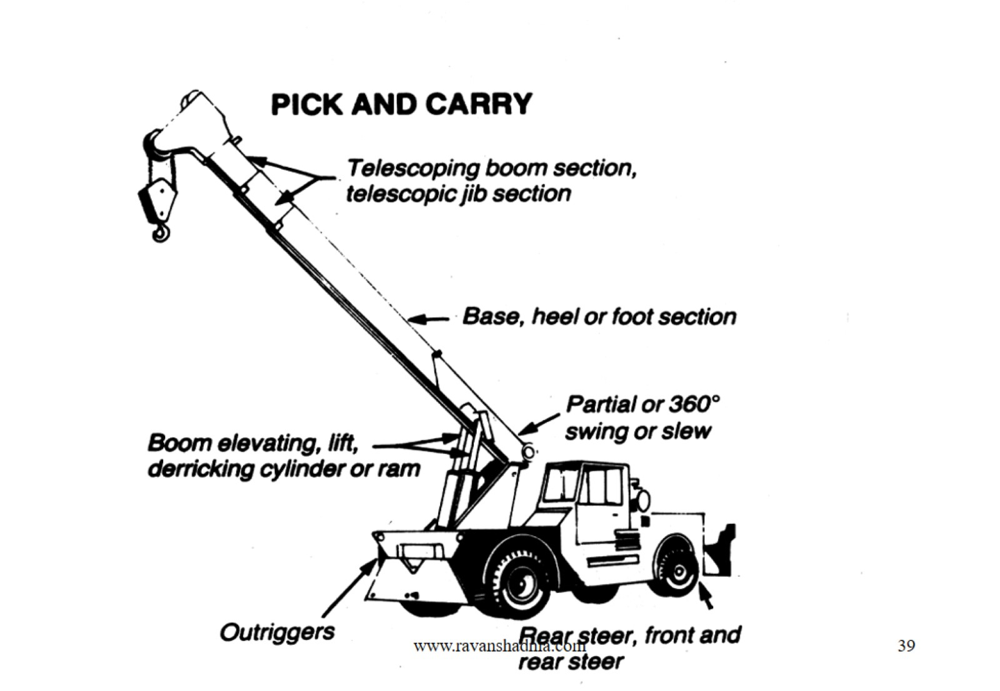 PICK AND CARRY
Telescoping boom section,
telescopic jib section
Base, heel or foot section
Partial or 360°
swing or slew
Boom elevating, lift,
derricking cylinder or ram
Outriggers
Rear steer, front and
rear steer
www.ravanshadnia.com
39